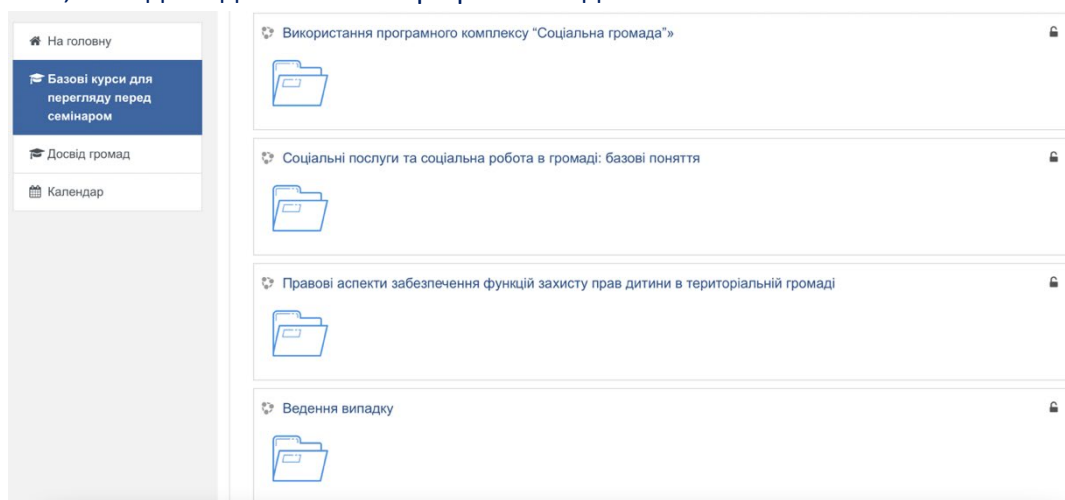 На головну
Базові курси для
перегляду перед
семінаром
Досвід громад
Календар
Використання програмного комплексу “Соціальна громада”»
Соціальні послуги та соціальна робота в громаді: базові поняття
Правові аспекти забезпечення функцій захисту прав дитини в територіальній громаді
Ведення випадку